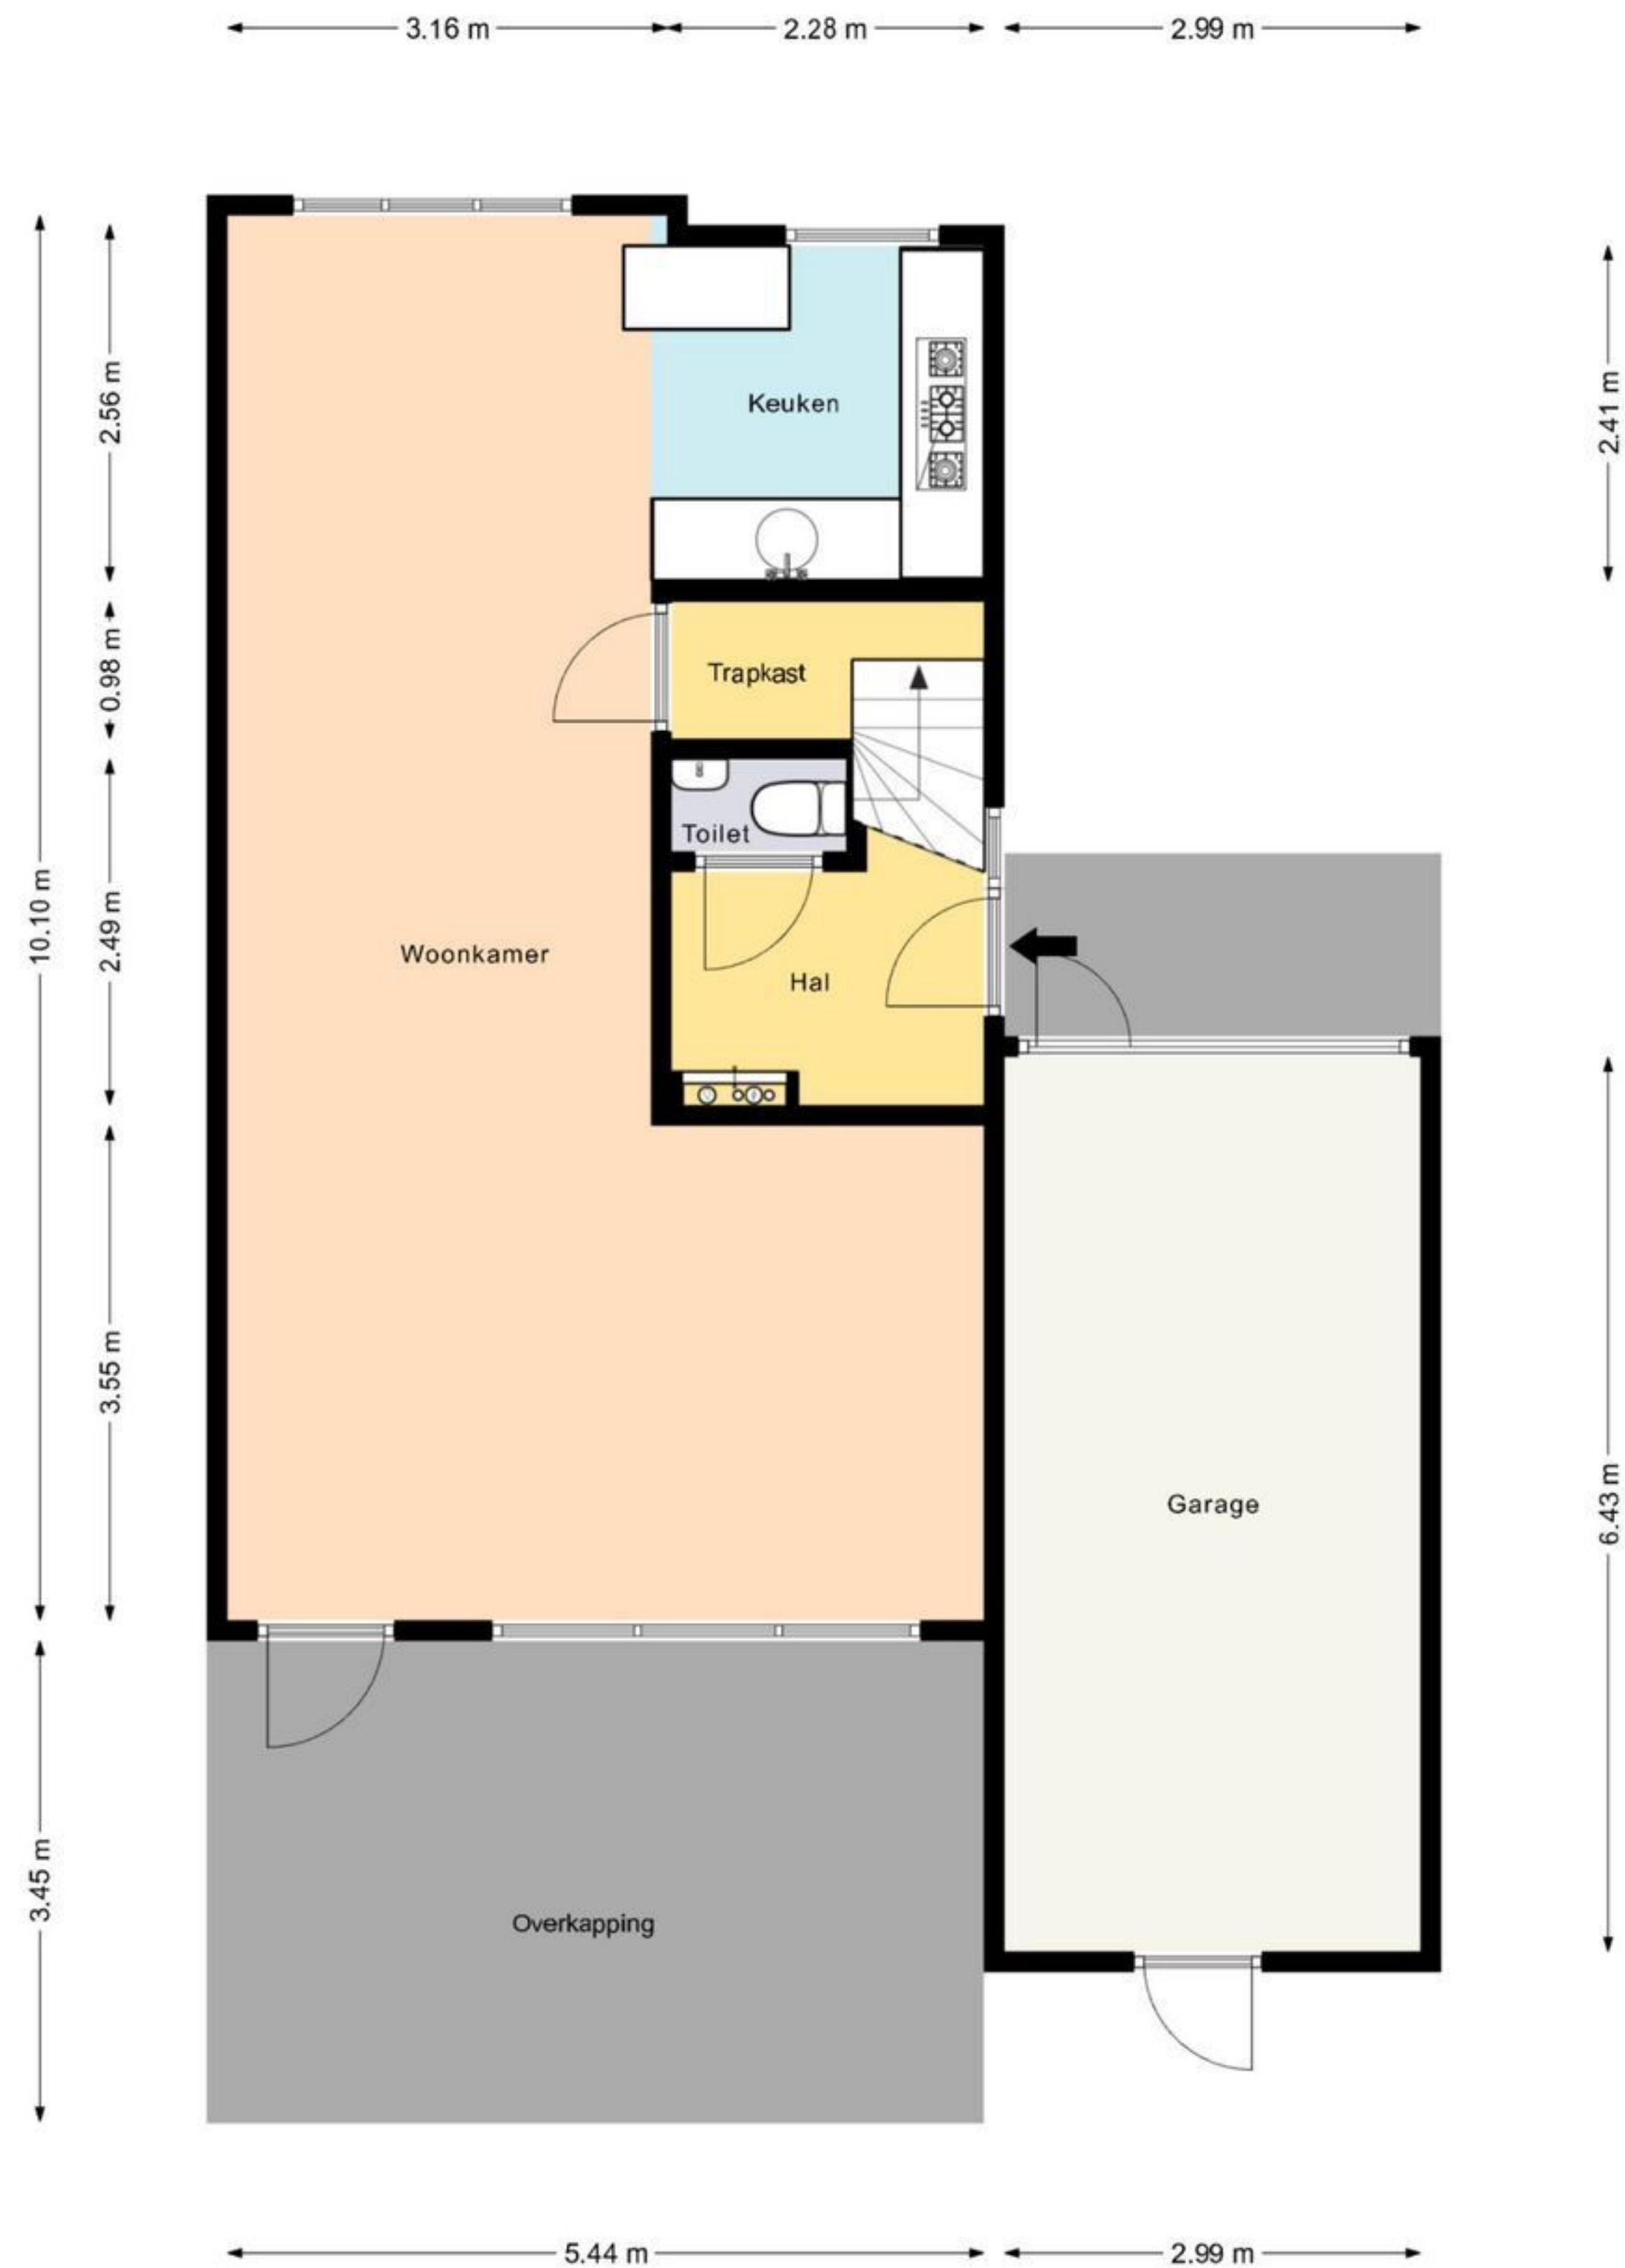 3.16 m
2.28 m
2.99 m
2.56 m
2.41 m
Keuken
0.98 m
Trapkast
Toilet
10.10 m
2.49 m
Woonkamer
Hal
3.55 m
Garage
6.43 m
3.45 m
Overkapping
5.44 m
2.99 m